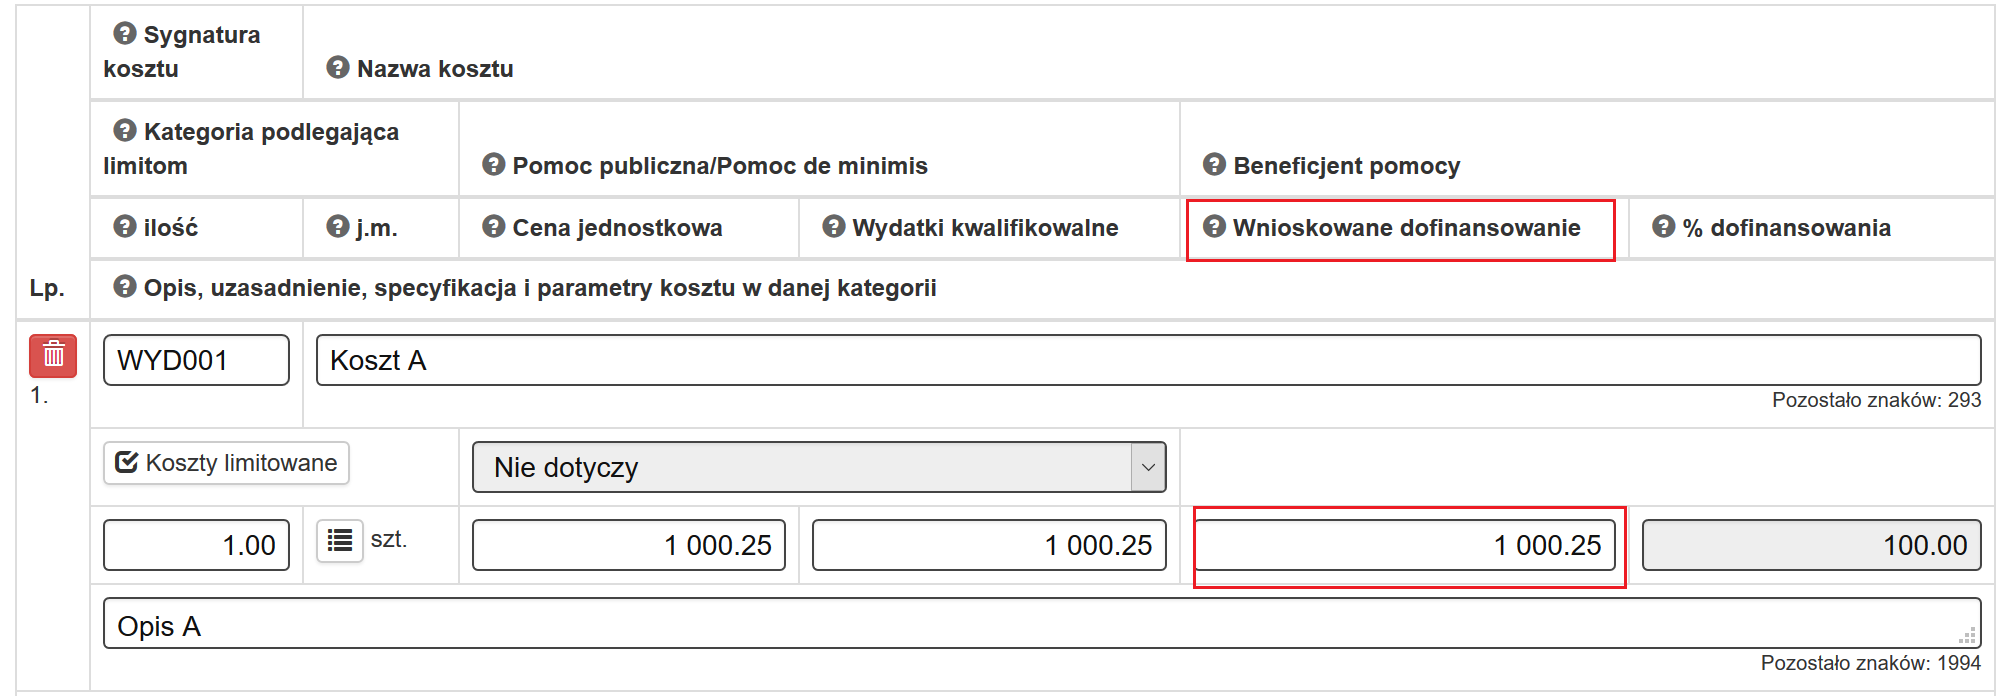 Sygnatura
kosztu
Nazwa kosztu
Kategoria podlegająca
limitom
Pomoc publiczna/Pomoc de minimis
Beneficjent pomocy
ilość
j.m.
Cena jednostkowa
Wydatki kwalifikowalne
Wnioskowane dofinansowanie
% dofinansowania
Lp.
Opis, uzasadnienie, specyfikacja i parametry kosztu w danej kategorii
1.
WYD001
Koszt A
Pozostało znaków: 293
Koszty limitowane
Nie dotyczy
1.00
szt.
1 000.25
1 000.25
1 000.25
100.00
Opis A
Pozostało znaków: 1994